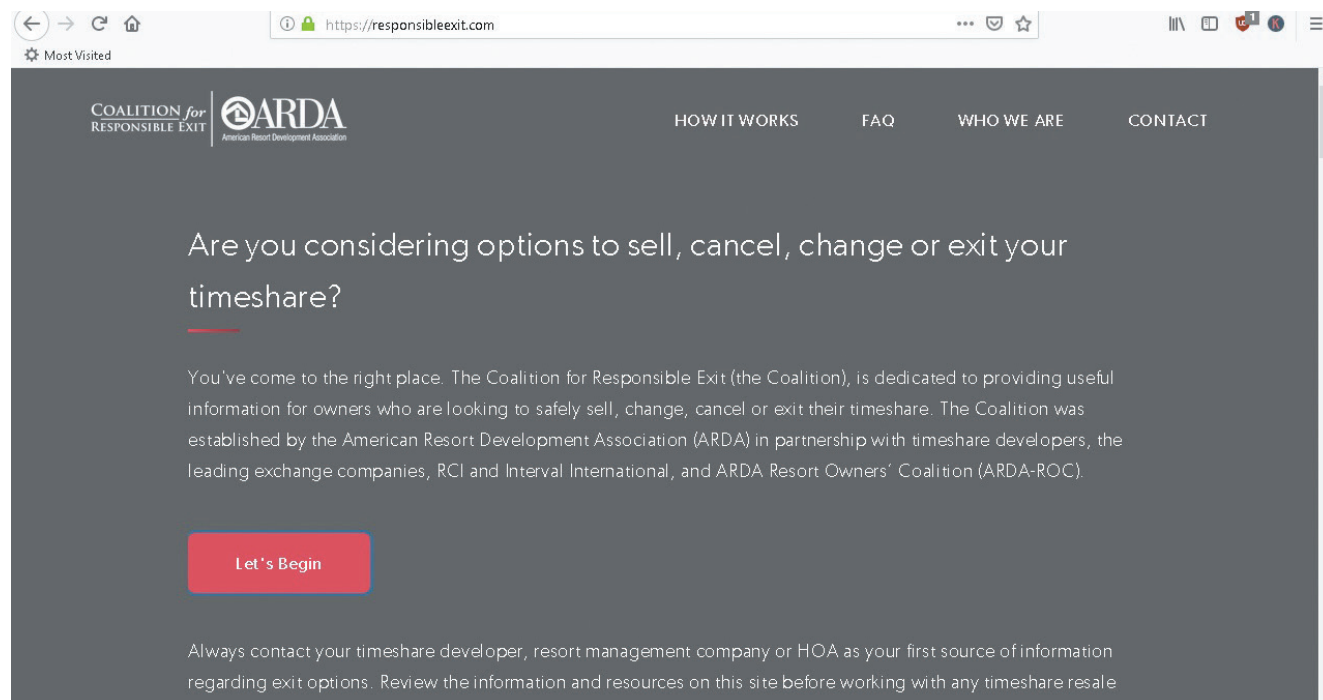 https://responsibleexit.com
Most Visited
COALITION for
RESPONSIBLE EXIT
ARDA
American Resort Development Association
HOW IT WORKS FAQ WHO WE ARE CONTACT
Are you considering options to sell, cancel, change or exit your
timeshare?
You've come to the right place. The Coalition for Responsible Exit (the Coalition), is dedicated to providing useful
information for owners who are looking to safely sell, change, cancel or exit their timeshare. The Coalition was
established by the American Resort Development Association (ARDA) in partnership with timeshare developers, the
leading exchange companies, RCI and Interval International, and ARDA Resort Owners' Coalition (ARDA-ROC).
Let's Begin
Always contact your timeshare developer, resort management company or HOA as your first source of information
regarding exit options. Review the information and resources on this site before working with any timeshare resale